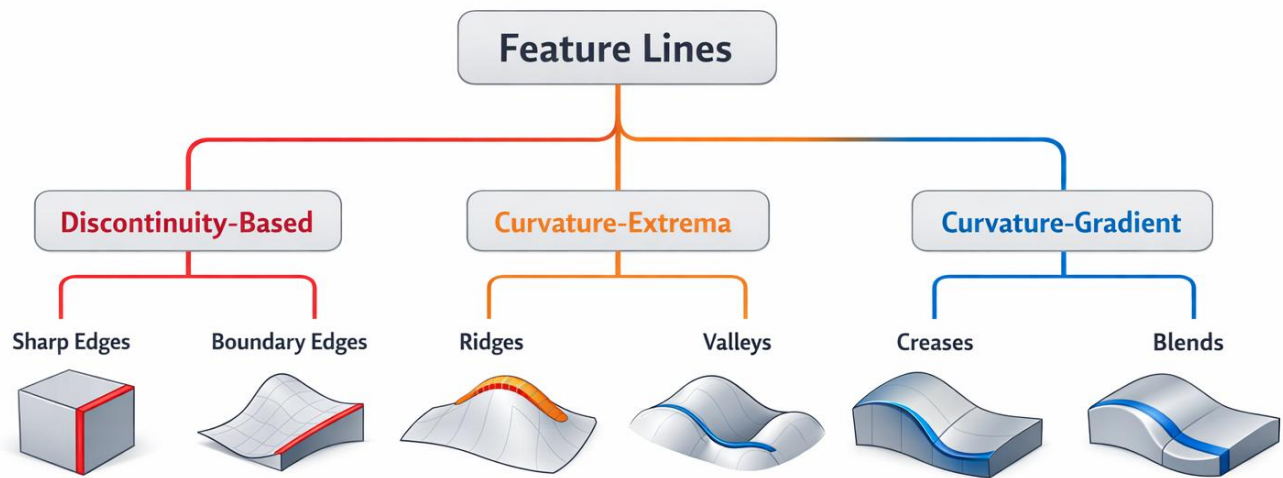 Feature Lines
Discontinuity-Based
Curvature-Extrema
Curvature-Gradient
Sharp Edges
Boundary Edges
Ridges
Valleys
Creases
Blends